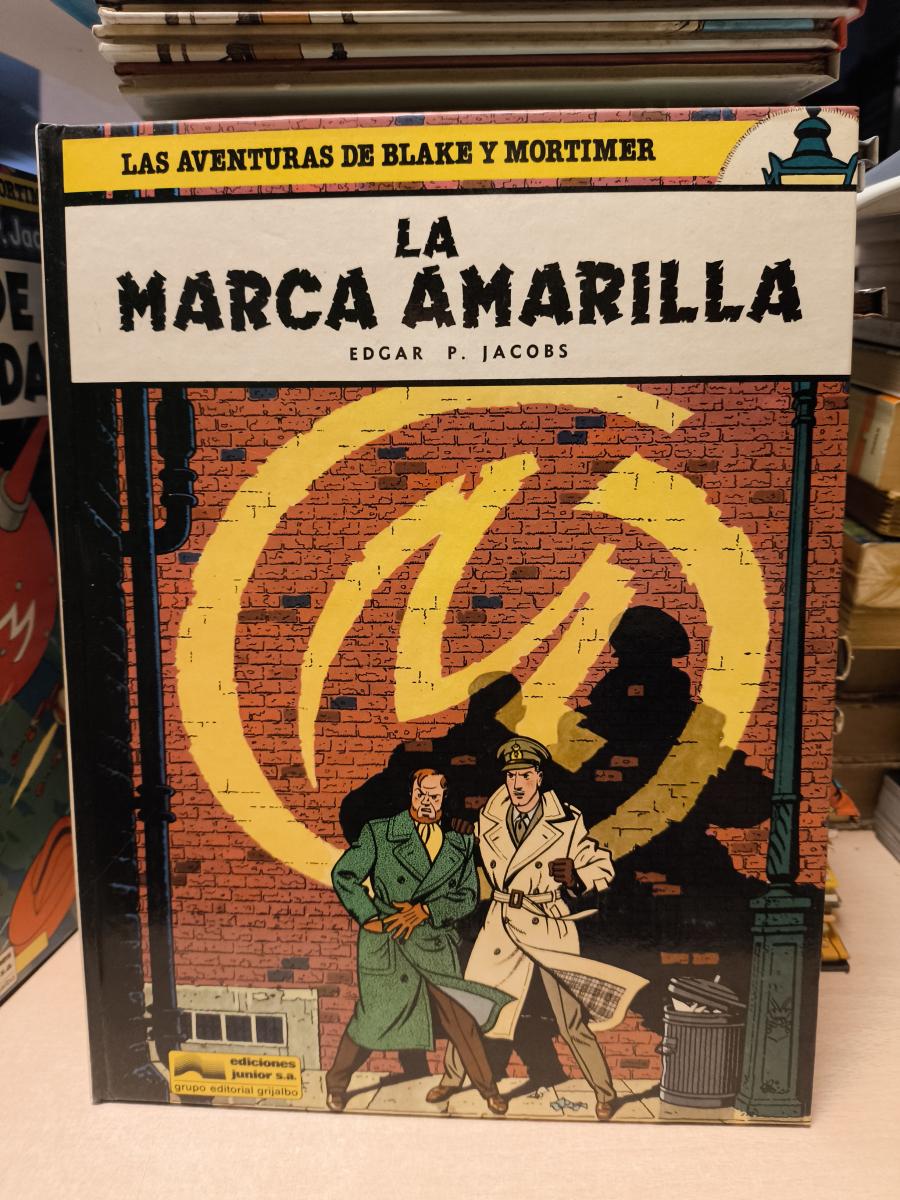 LAS AVENTURAS DE BLAKE Y MORTIMER
LA
MARCA AMARILLA
EDGAR P. JACOBS
ediciones
junior s.a.
grupo editorial grijalbo